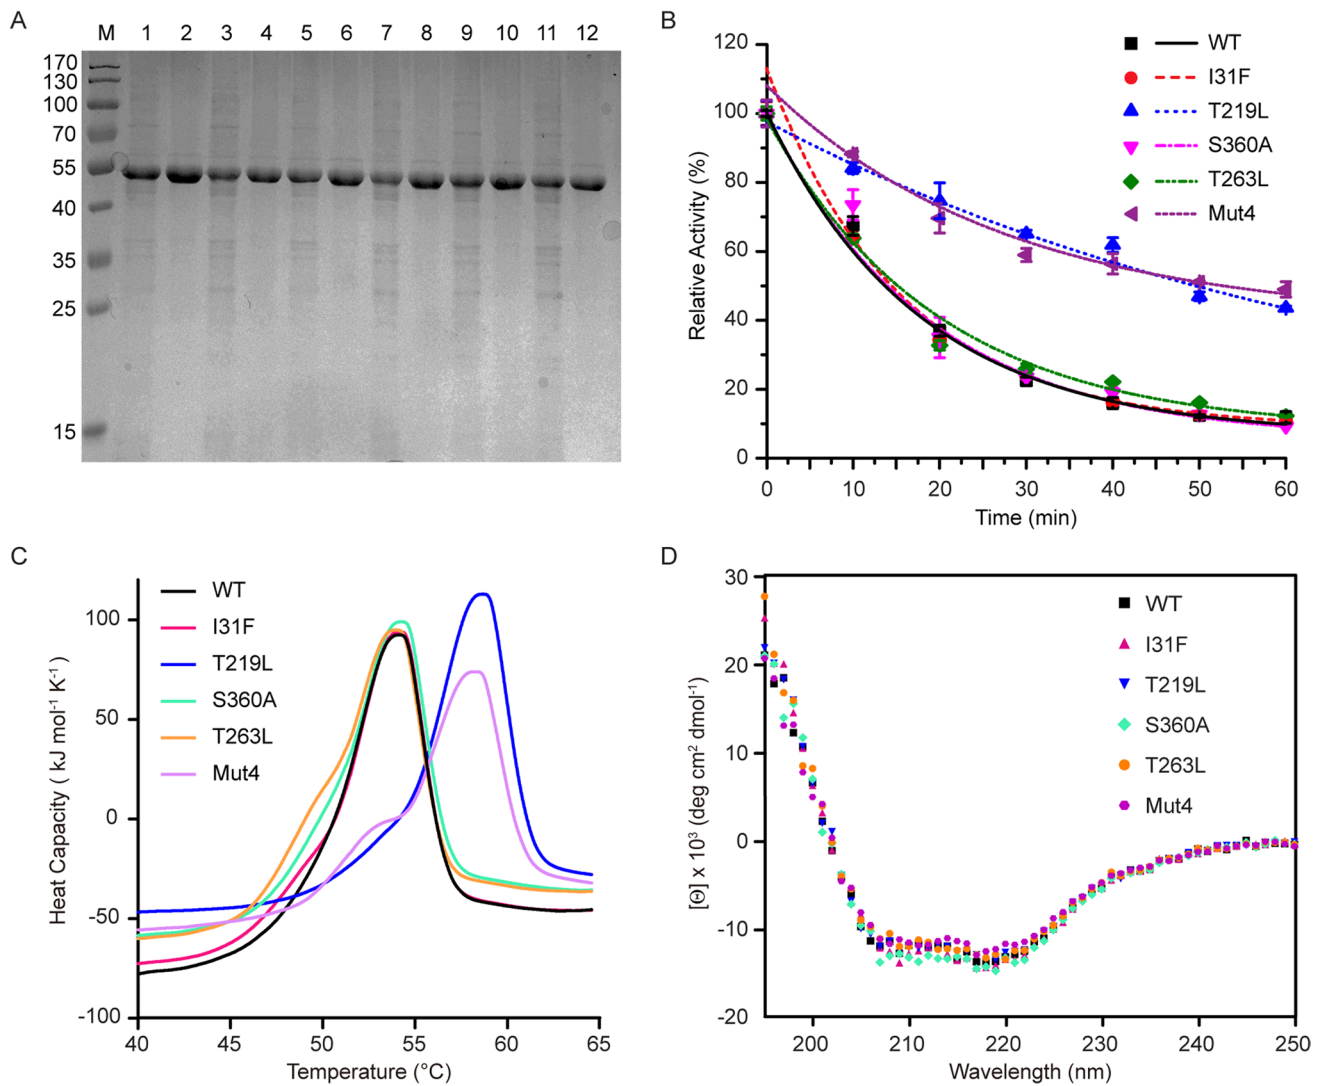 A
M 1 2 3 4 5 6 7 8 9 10 11 12
170
130
100
70
55
40
35
25
15
B
120
100
80
60
40
20
0
Relative Activity (%)
0 10 20 30 40 50 60
Time (min)
WT
I31F
T219L
S360A
T263L
Mut4
C
100
50
0
-50
-100
Heat Capacity ( kJ mol⁻¹ K⁻¹ )
40 45 50 55 60 65
Temperature (°C)
WT
I31F
T219L
S360A
T263L
Mut4
D
30
20
10
0
-10
-20
[Θ] x 10³ (deg cm² dmol⁻¹)
200 210 220 230 240 250
Wavelength (nm)
WT
I31F
T219L
S360A
T263L
Mut4